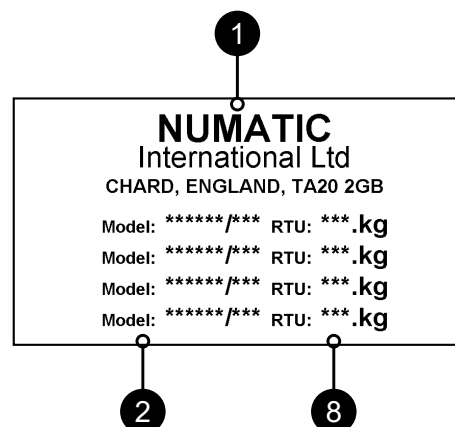 1
NUMATIC
International Ltd
CHARD, ENGLAND, TA20 2GB
Model: ******/*** RTU: ***.kg
Model: ******/*** RTU: ***.kg
Model: ******/*** RTU: ***.kg
Model: ******/*** RTU: ***.kg
2 8